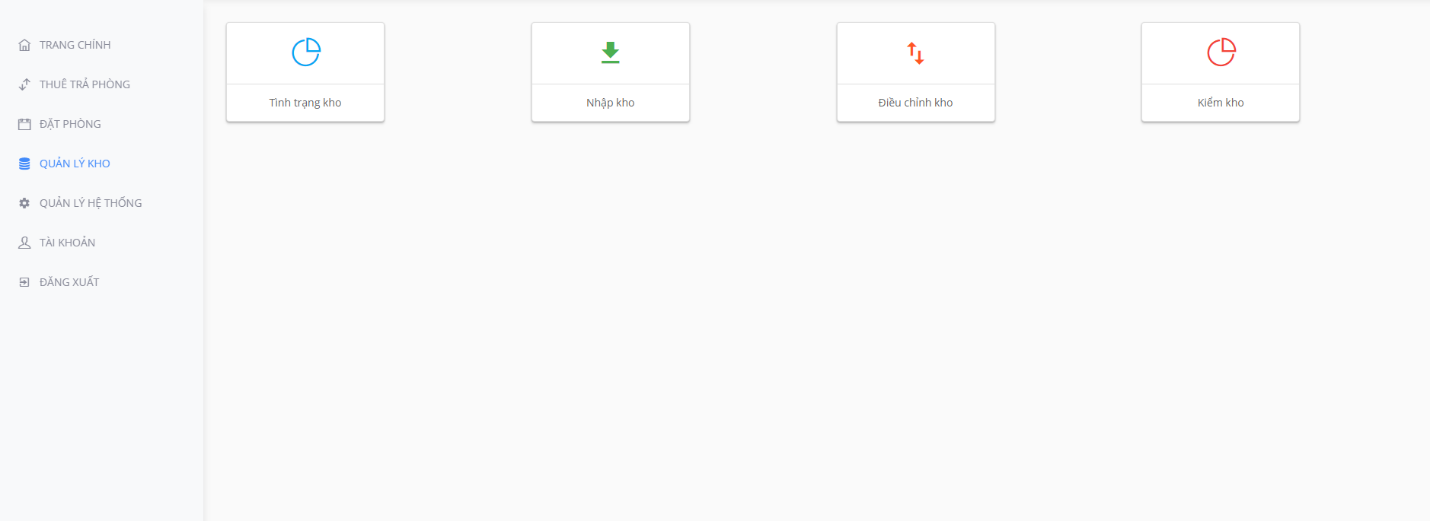 TRANG CHÍNH
THUÊ TRẢ PHÒNG
ĐẶT PHÒNG
QUẢN LÝ KHO
QUẢN LÝ HỆ THỐNG
TÀI KHOẢN
ĐĂNG XUẤT
Tình trạng kho
Nhập kho
Điều chỉnh kho
Kiểm kho